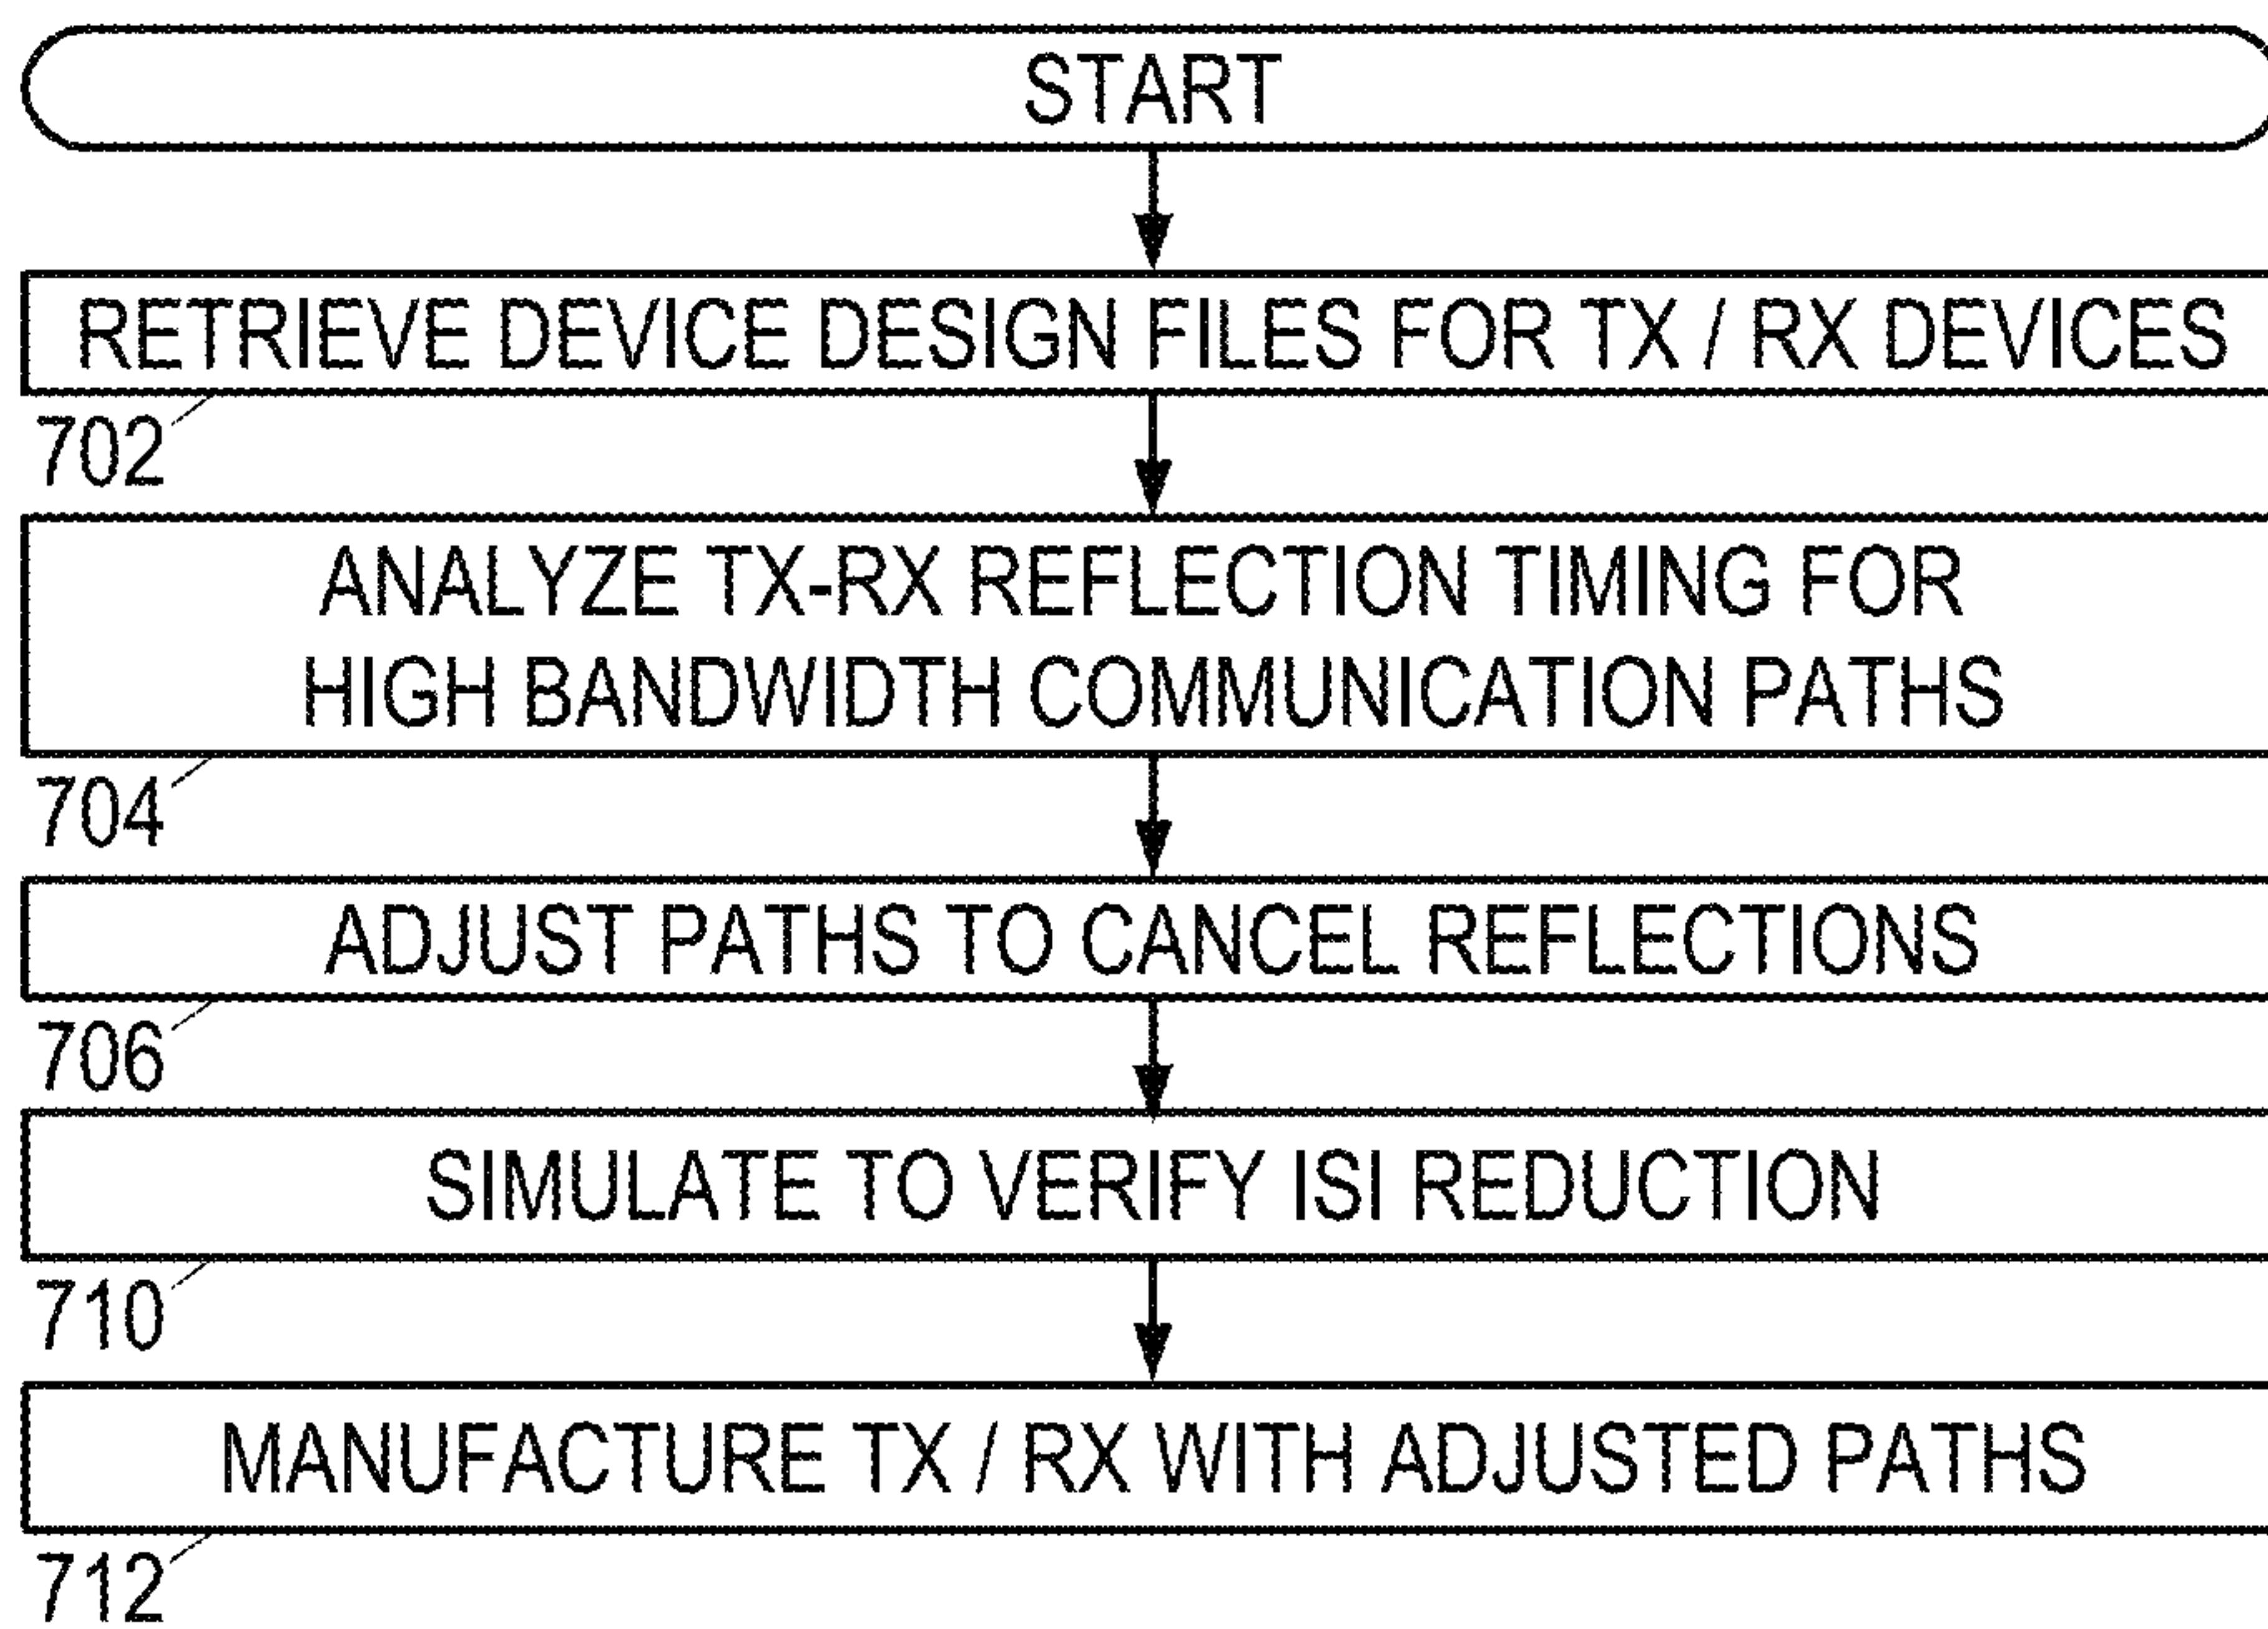 START
RETRIEVE DEVICE DESIGN FILES FOR TX / RX DEVICES
702
ANALYZE TX-RX REFLECTION TIMING FOR
HIGH BANDWIDTH COMMUNICATION PATHS
704
ADJUST PATHS TO CANCEL REFLECTIONS
706
SIMULATE TO VERIFY ISI REDUCTION
710
MANUFACTURE TX / RX WITH ADJUSTED PATHS
712